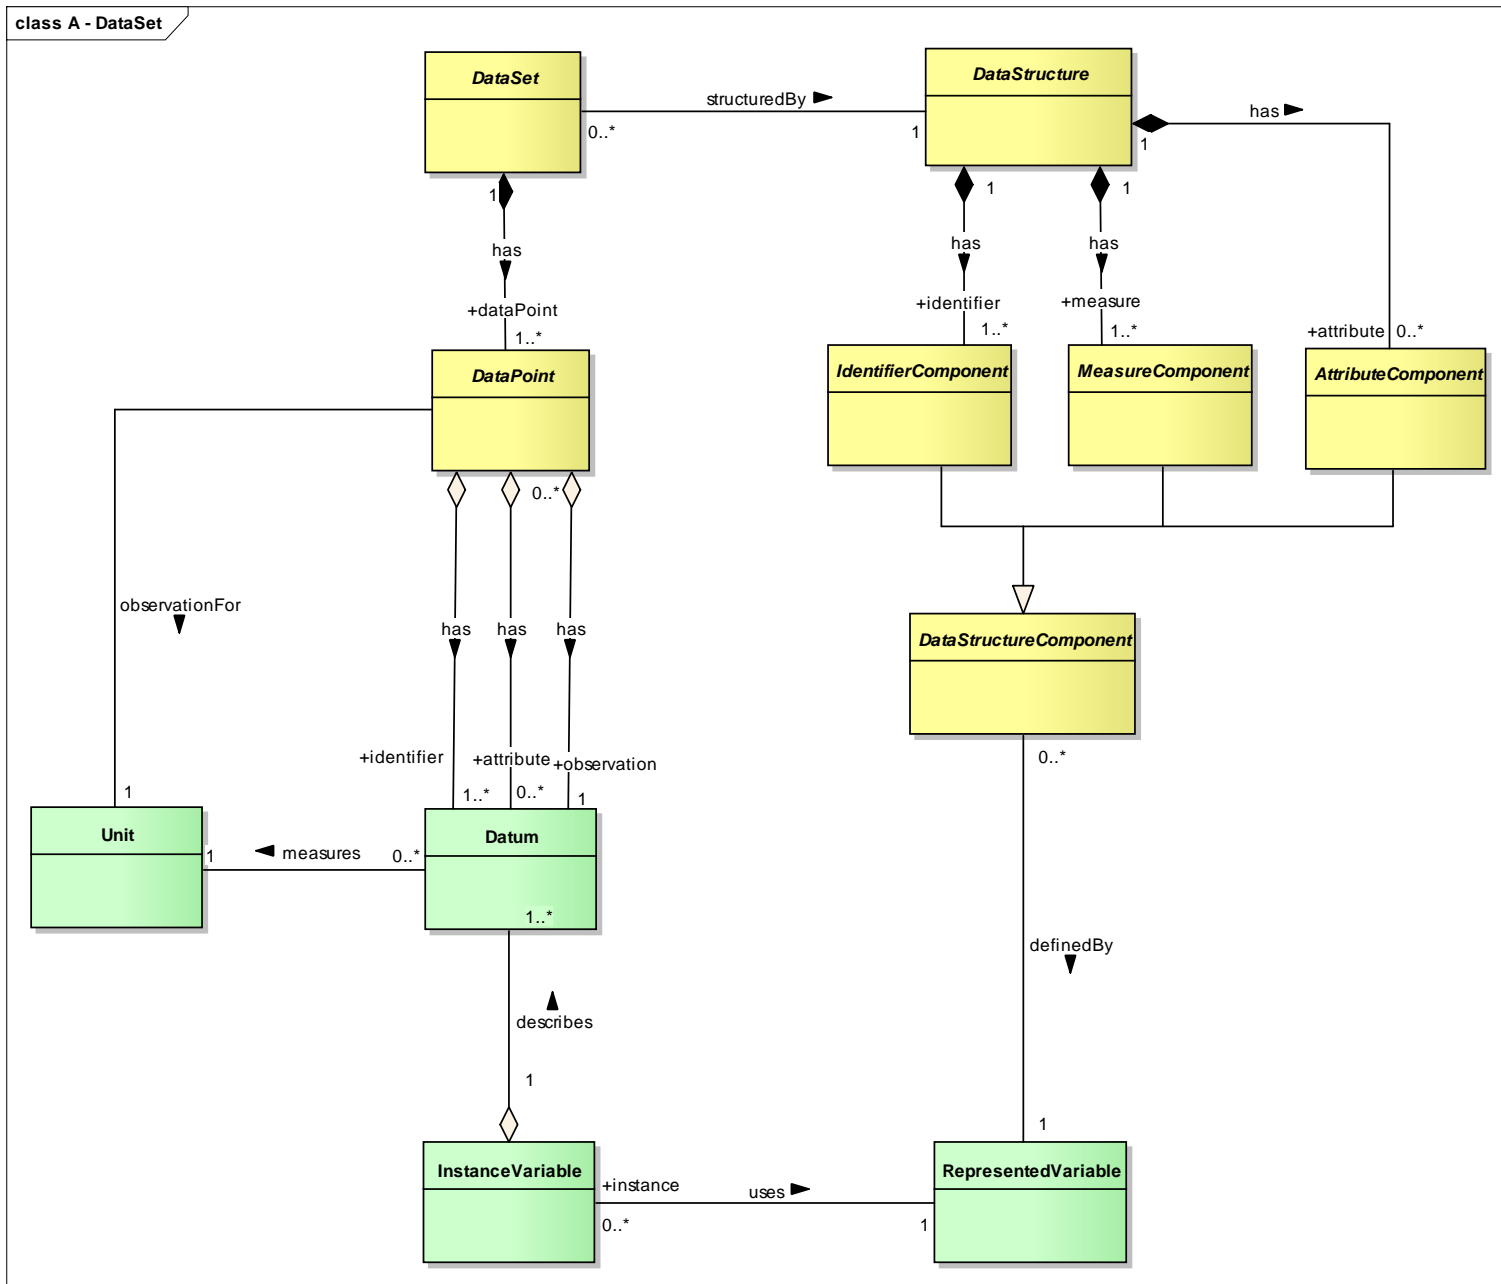 class A - DataSet
DataSet
DataStructure
structuredBy
has
0..*
1
1
1
1
1
has
has
has
+dataPoint
+identifier
+measure
1..*
1..*
1..*
+attribute
0..*
DataPoint
IdentifierComponent
MeasureComponent
AttributeComponent
0..*
observationFor
has
has
has
DataStructureComponent
+identifier
+attribute
+observation
0..*
1
1..*
0..*
1
Unit
Datum
1
measures
0..*
1..*
definedBy
describes
1
1
InstanceVariable
RepresentedVariable
+instance
uses
0..*
1